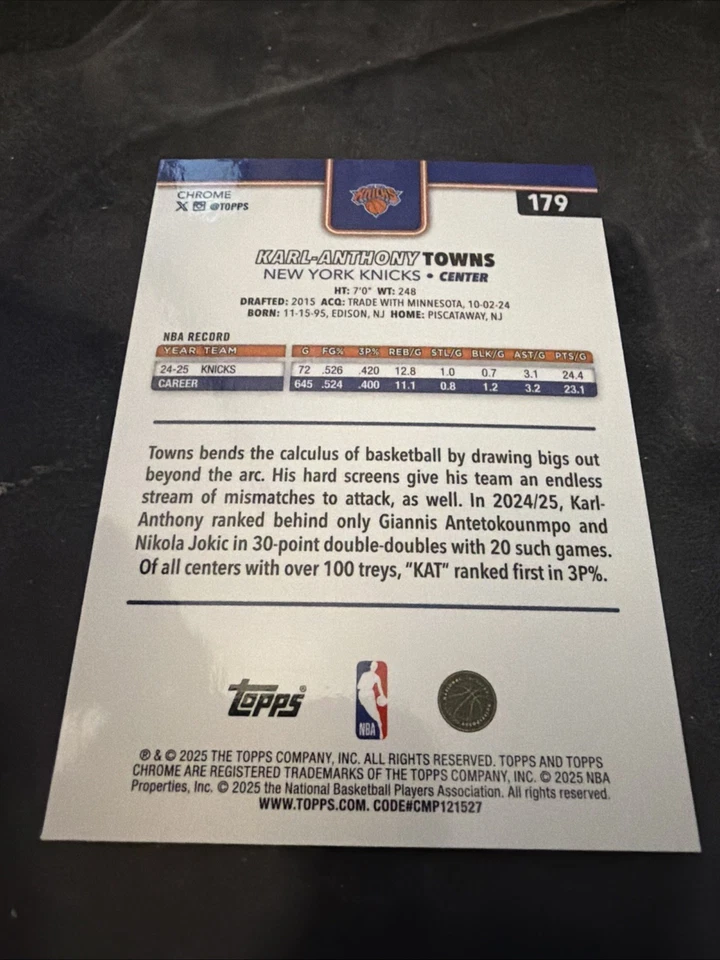 CHROME
X @TOPPS
KNICKS
179
KARL-ANTHONY TOWNS
NEW YORK KNICKS • CENTER
HT: 7'0" WT: 248
DRAFTED: 2015 ACQ: TRADE WITH MINNESOTA, 10-02-24
BORN: 11-15-95, EDISON, NJ HOME: PISCATAWAY, NJ
NBA RECORD
YEAR TEAM G FG% 3P% REB/G STL/G BLK/G AST/G PTS/G
24-25 KNICKS 72 .526 .420 12.8 1.0 0.7 3.1 24.4
CAREER 645 .524 .400 11.1 0.8 1.2 3.2 23.1
Towns bends the calculus of basketball by drawing bigs out
beyond the arc. His hard screens give his team an endless
stream of mismatches to attack, as well. In 2024/25, Karl-
Anthony ranked behind only Giannis Antetokounmpo and
Nikola Jokic in 30-point double-doubles with 20 such games.
Of all centers with over 100 treys, "KAT" ranked first in 3P%.
Topps®
NBA
℗ & © 2025 THE TOPPS COMPANY, INC. ALL RIGHTS RESERVED. TOPPS AND TOPPS
CHROME ARE REGISTERED TRADEMARKS OF THE TOPPS COMPANY, INC. © 2025 NBA
Properties, Inc. © 2025 the National Basketball Players Association. All rights reserved.
WWW.TOPPS.COM. CODE#CMP121527